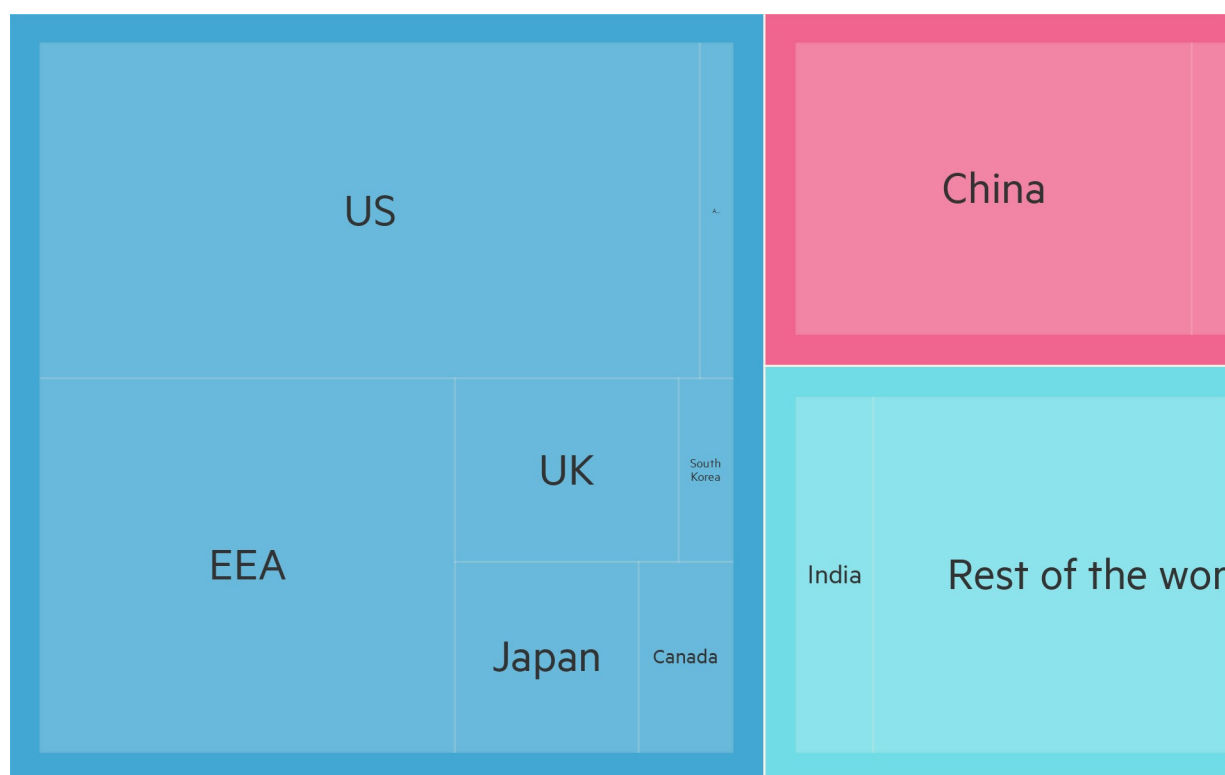 US
A...
China
EEA
UK
South
Korea
Japan
Canada
India
Rest of the wor